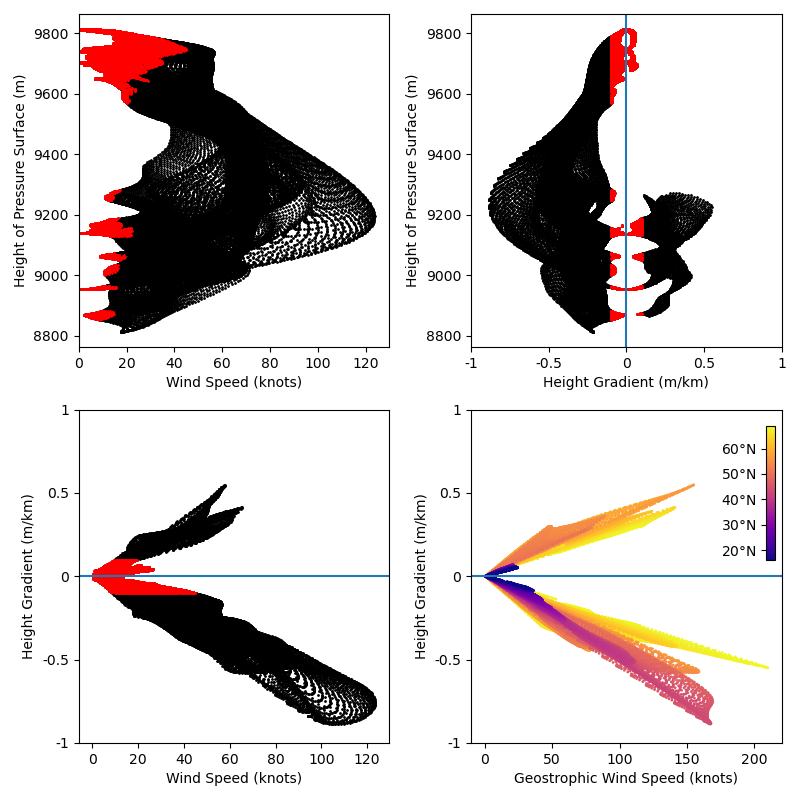 9800
9600
9400
9200
9000
8800
Height of Pressure Surface (m)
0 20 40 60 80 100 120
Wind Speed (knots)
9800
9600
9400
9200
9000
8800
Height of Pressure Surface (m)
-1 -0.5 0 0.5 1
Height Gradient (m/km)
1
0.5
0
-0.5
-1
Height Gradient (m/km)
0 20 40 60 80 100 120
Wind Speed (knots)
1
0.5
0
-0.5
-1
Height Gradient (m/km)
60°N
50°N
40°N
30°N
20°N
0 50 100 150 200
Geostrophic Wind Speed (knots)